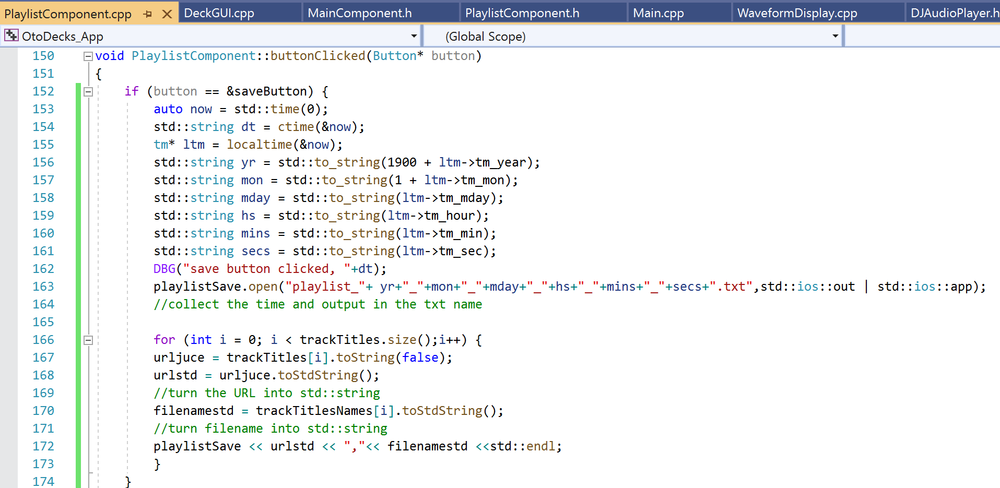 PlaylistComponent.cpp DeckGUI.cpp MainComponent.h PlaylistComponent.h Main.cpp WaveformDisplay.cpp DJAudioPlayer.h
OtoDecks_App (Global Scope)
150 void PlaylistComponent::buttonClicked(Button* button)
151 {
152 if (button == &saveButton) {
153 auto now = std::time(0);
154 std::string dt = ctime(&now);
155 tm* ltm = localtime(&now);
156 std::string yr = std::to_string(1900 + ltm->tm_year);
157 std::string mon = std::to_string(1 + ltm->tm_mon);
158 std::string mday = std::to_string(ltm->tm_mday);
159 std::string hs = std::to_string(ltm->tm_hour);
160 std::string mins = std::to_string(ltm->tm_min);
161 std::string secs = std::to_string(ltm->tm_sec);
162 DBG("save button clicked, "+dt);
163 playlistSave.open("playlist_"+ yr+"_"+mon+"_"+mday+"_"+hs+"_"+mins+"_"+secs+".txt",std::ios::out | std::ios::app);
164 //collect the time and output in the txt name
165
166 for (int i = 0; i < trackTitles.size();i++) {
167 urljuce = trackTitles[i].toString(false);
168 urlstd = urljuce.toStdString();
169 //turn the URL into std::string
170 filenamestd = trackTitlesNames[i].toStdString();
171 //turn filename into std::string
172 playlistSave << urlstd << ","<< filenamestd <<std::endl;
173 }
174 }